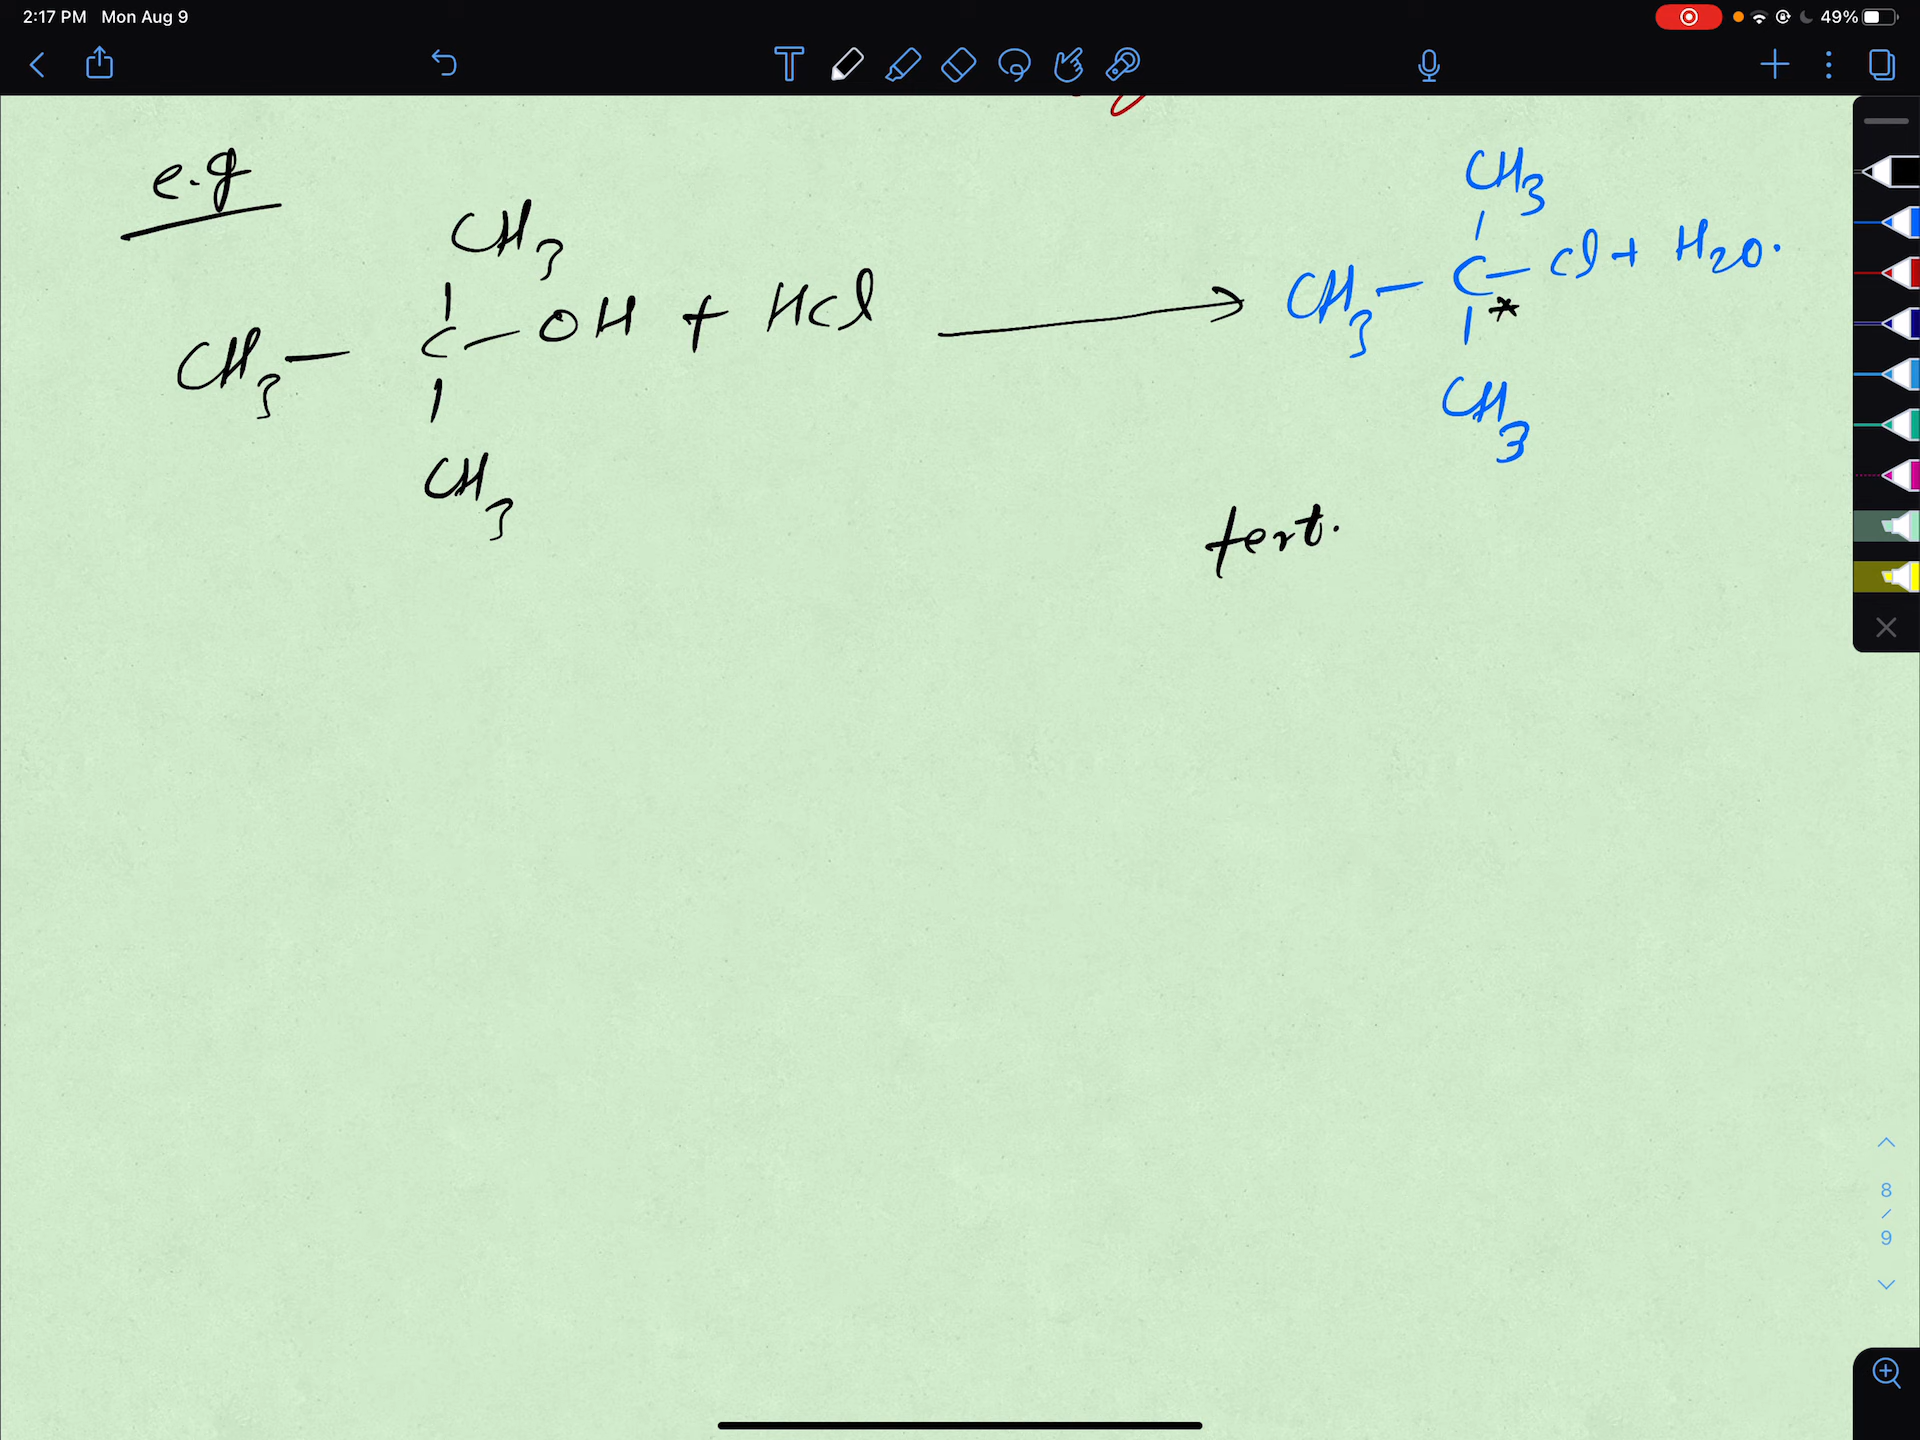 2:17 PM Mon Aug 9
49%
e.g
CH3
CH3
CH3 – C – OH + HCl ⟶ CH3 – C – Cl + H2O.
*
CH3
CH3
tert.
8
/
9